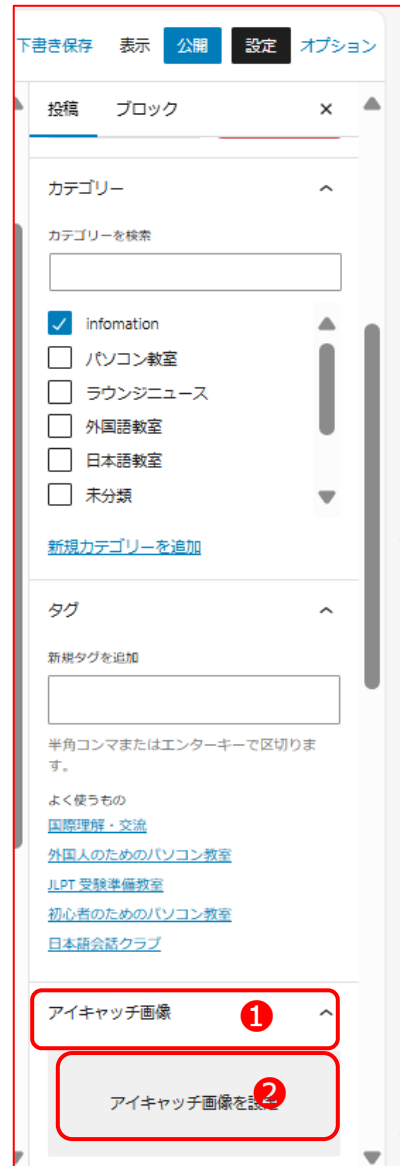 下書き保存 表示 公開 設定 オプション
投稿 ブロック ×
カテゴリー
カテゴリーを検索
infomation
パソコン教室
ラウンジニュース
外国語教室
日本語教室
未分類
新規カテゴリーを追加
タグ
新規タグを追加
半角コンマまたはエンターキーで区切りま
す。
よく使うもの
国際理解・交流
外国人のためのパソコン教室
JLPT 受験準備教室
初心者のためのパソコン教室
日本語会話クラブ
アイキャッチ画像 ❶
アイキャッチ画像を設定 ❷